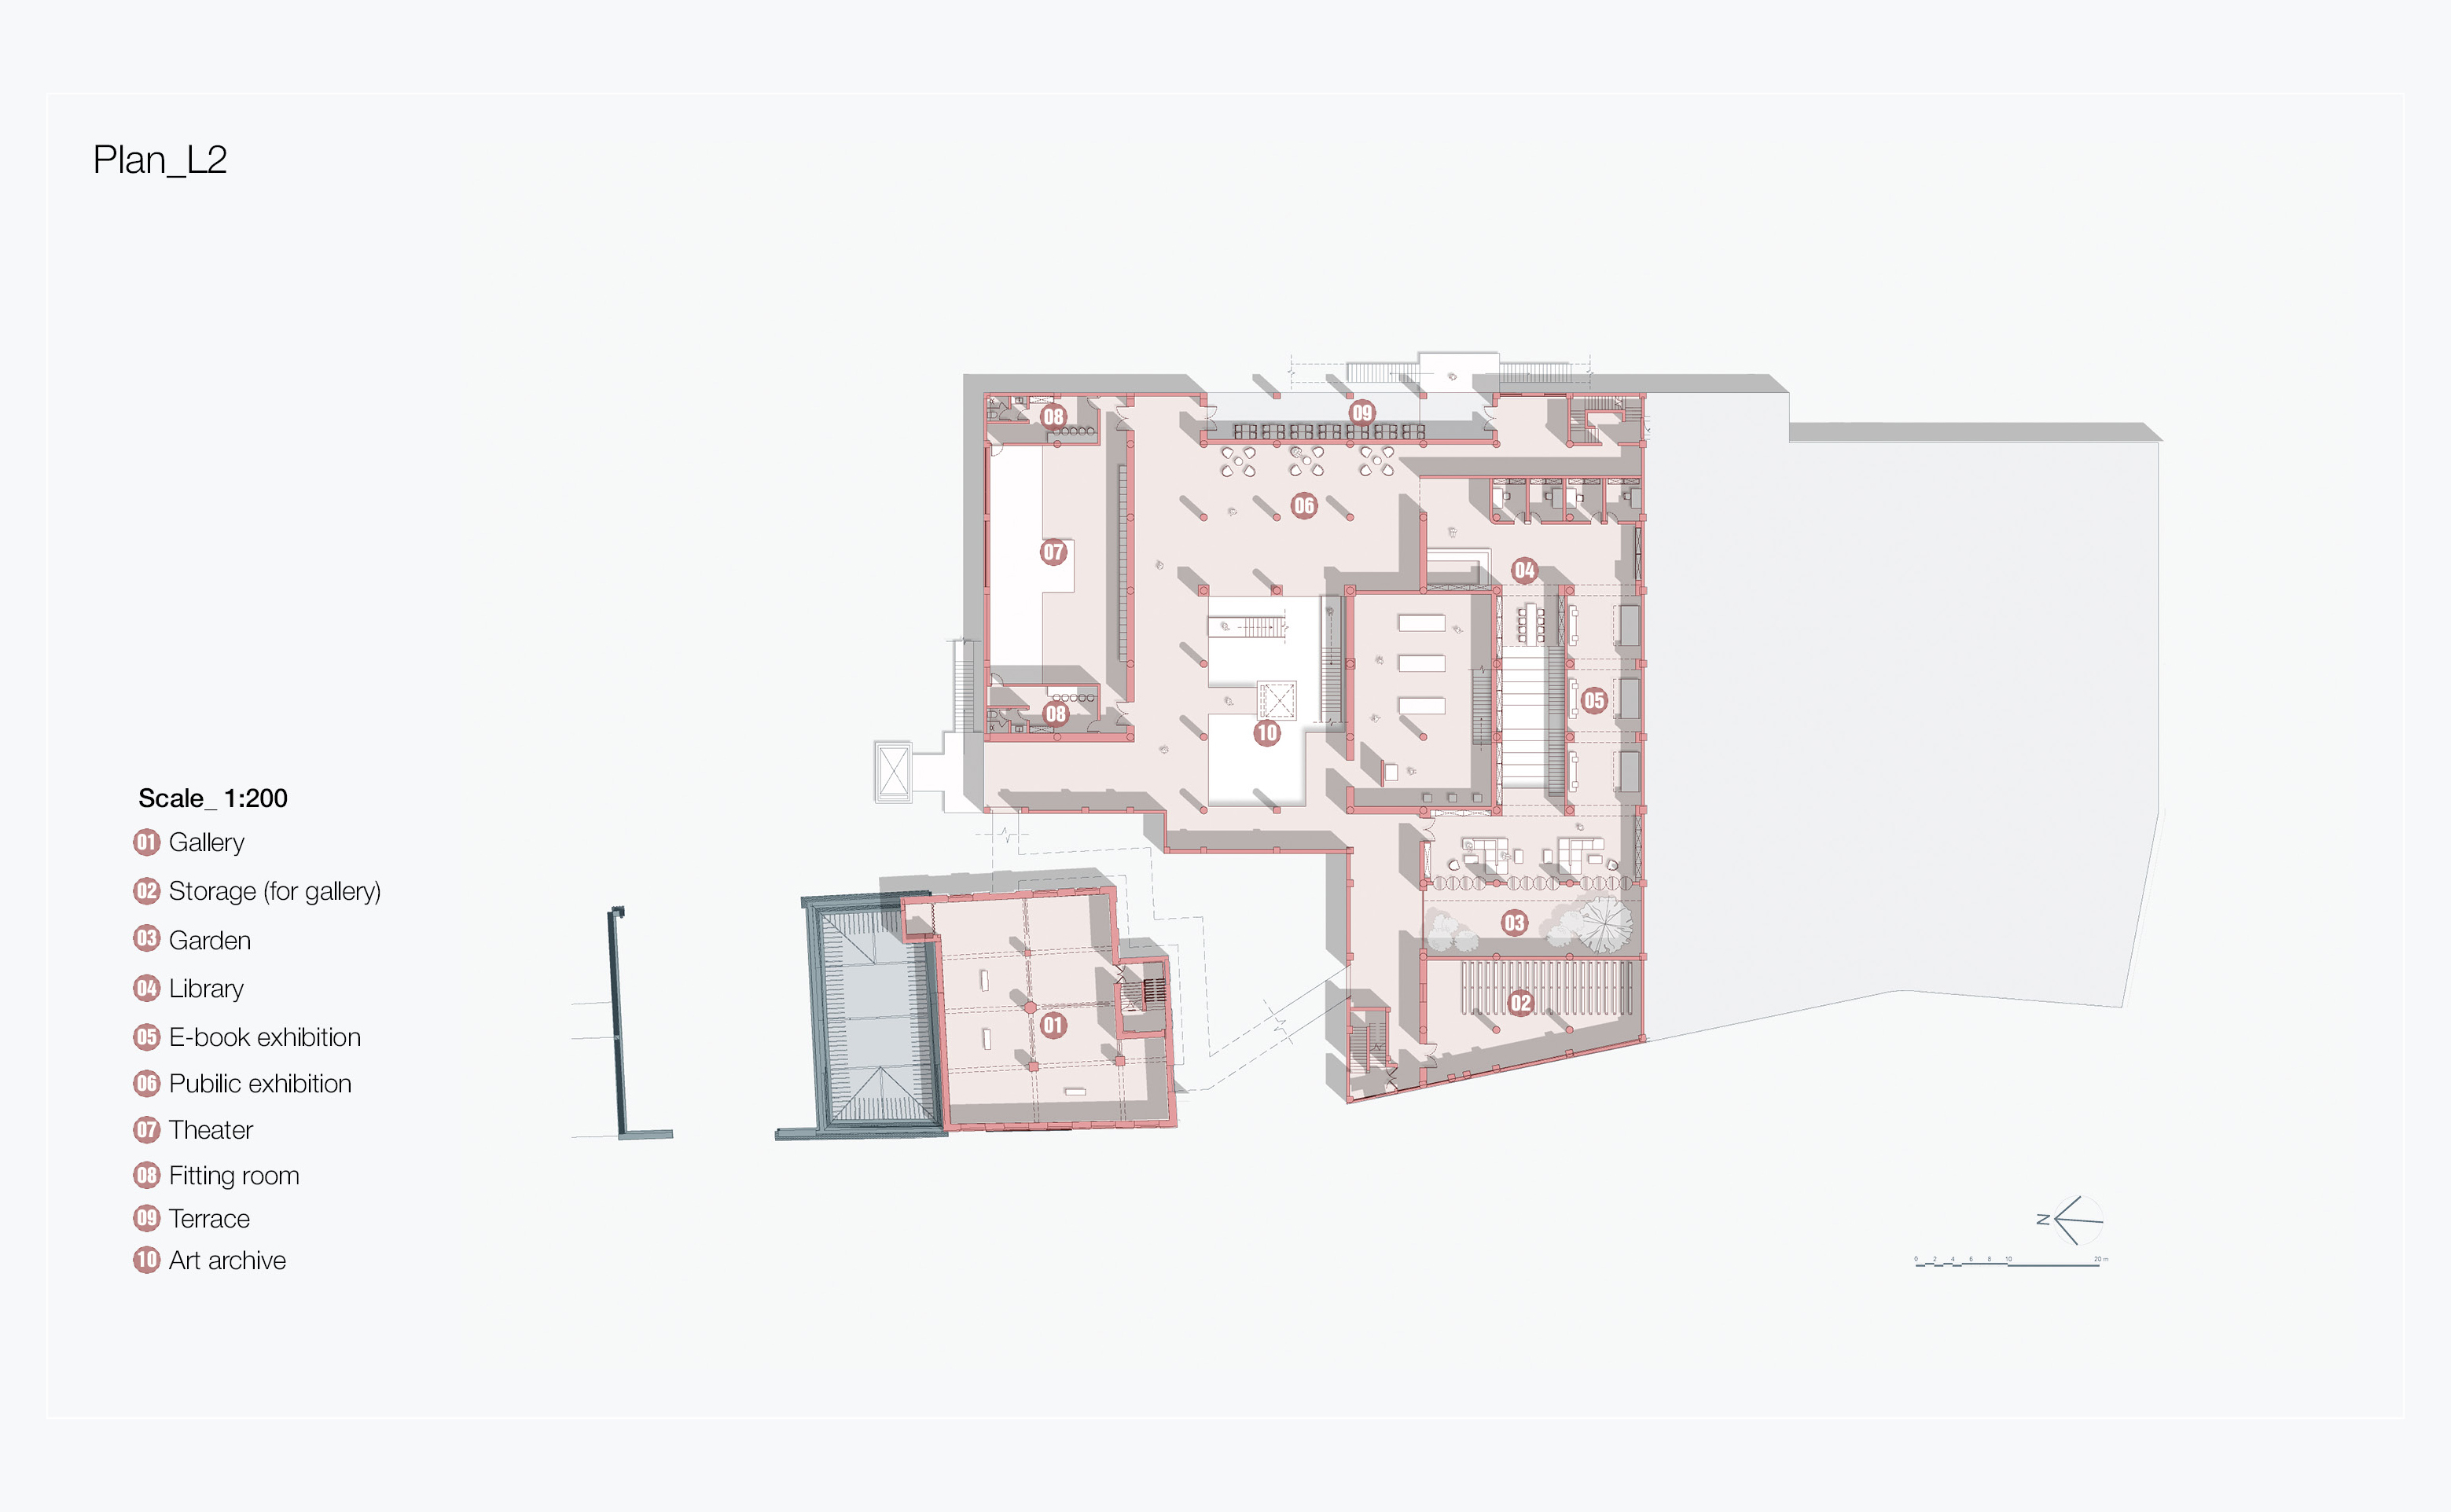 Plan_L2
08
09
06
07
04
05
08
10
03
02
01
Scale_ 1:200
01 Gallery
02 Storage (for gallery)
03 Garden
04 Library
05 E-book exhibition
06 Pubilic exhibition
07 Theater
08 Fitting room
09 Terrace
10 Art archive
N
0 2 4 6 8 10 20 m